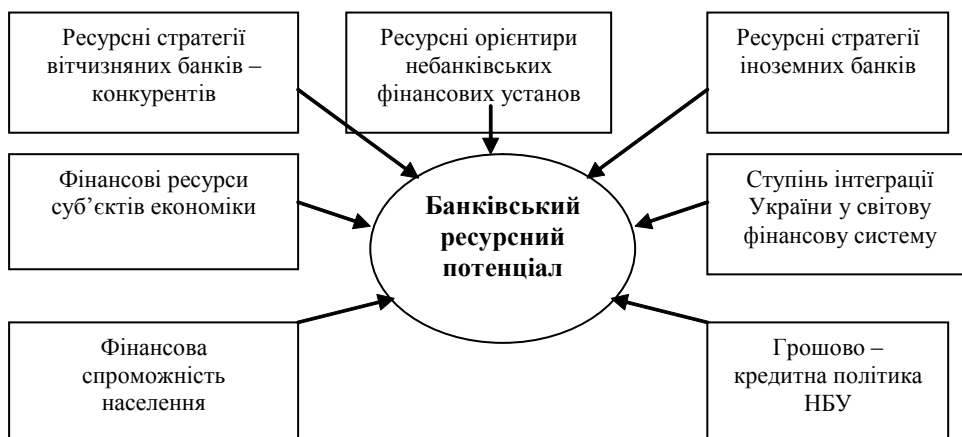 Ресурсні стратегії
вітчизняних банків –
конкурентів
Ресурсні орієнтири
небанківських
фінансових установ
Ресурсні стратегії
іноземних банків
Фінансові ресурси
суб’єктів економіки
Банківський
ресурсний
потенціал
Ступінь інтеграції
України у світову
фінансову систему
Фінансова
спроможність
населення
Грошово –
кредитна політика
НБУ